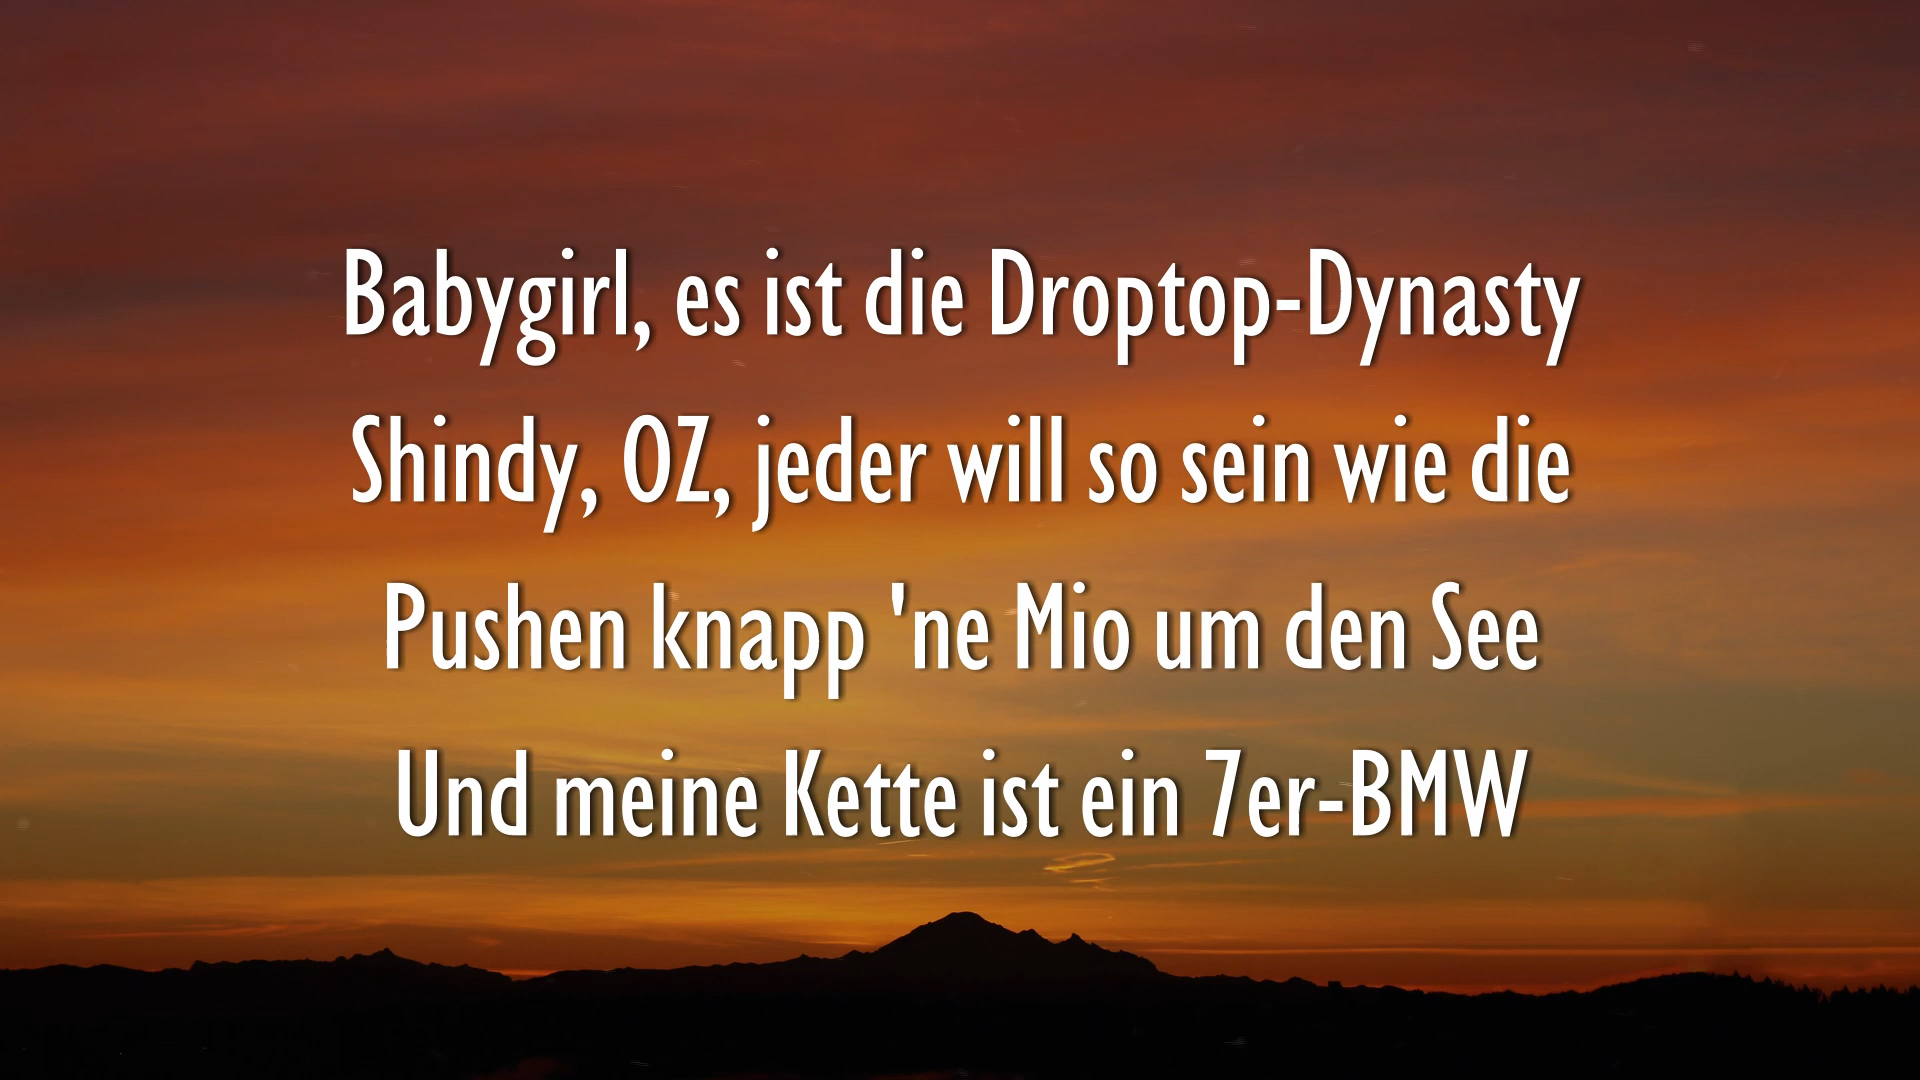 Babygirl, es ist die Droptop-Dynasty
Shindy, OZ, jeder will so sein wie die
Pushen knapp 'ne Mio um den See
Und meine Kette ist ein 7er-BMW